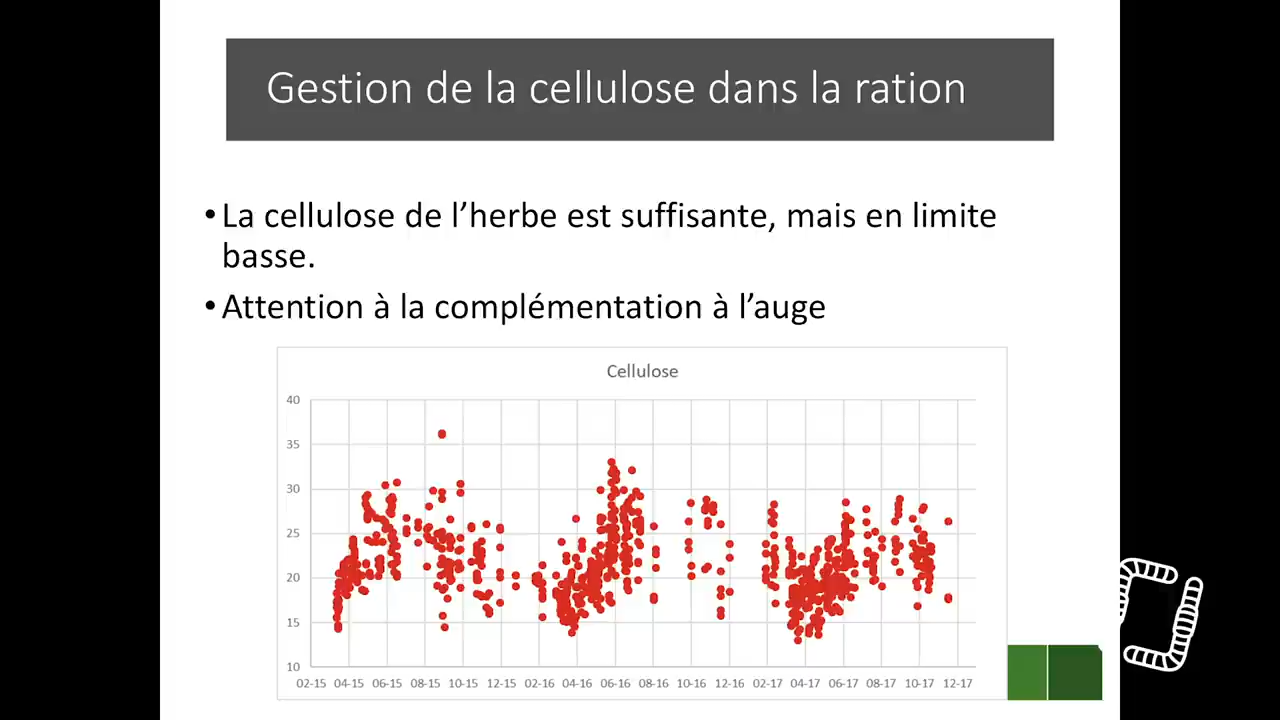 Gestion de la cellulose dans la ration
•La cellulose de l’herbe est suffisante, mais en limite
basse.
•Attention à la complémentation à l’auge
Cellulose
40
35
30
25
20
15
10
02-15 04-15 06-15 08-15 10-15 12-15 02-16 04-16 06-16 08-16 10-16 12-16 02-17 04-17 06-17 08-17 10-17 12-17